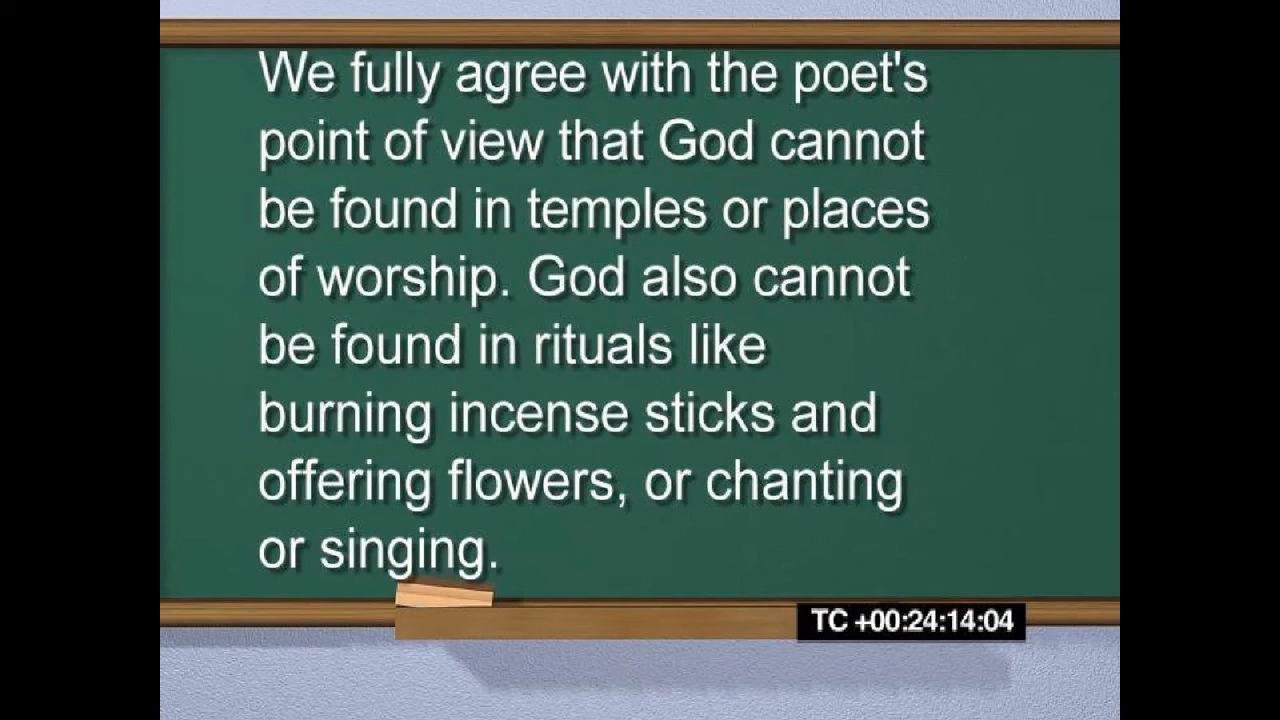 We fully agree with the poet's
point of view that God cannot
be found in temples or places
of worship. God also cannot
be found in rituals like
burning incense sticks and
offering flowers, or chanting
or singing.
TC +00:24:14:04